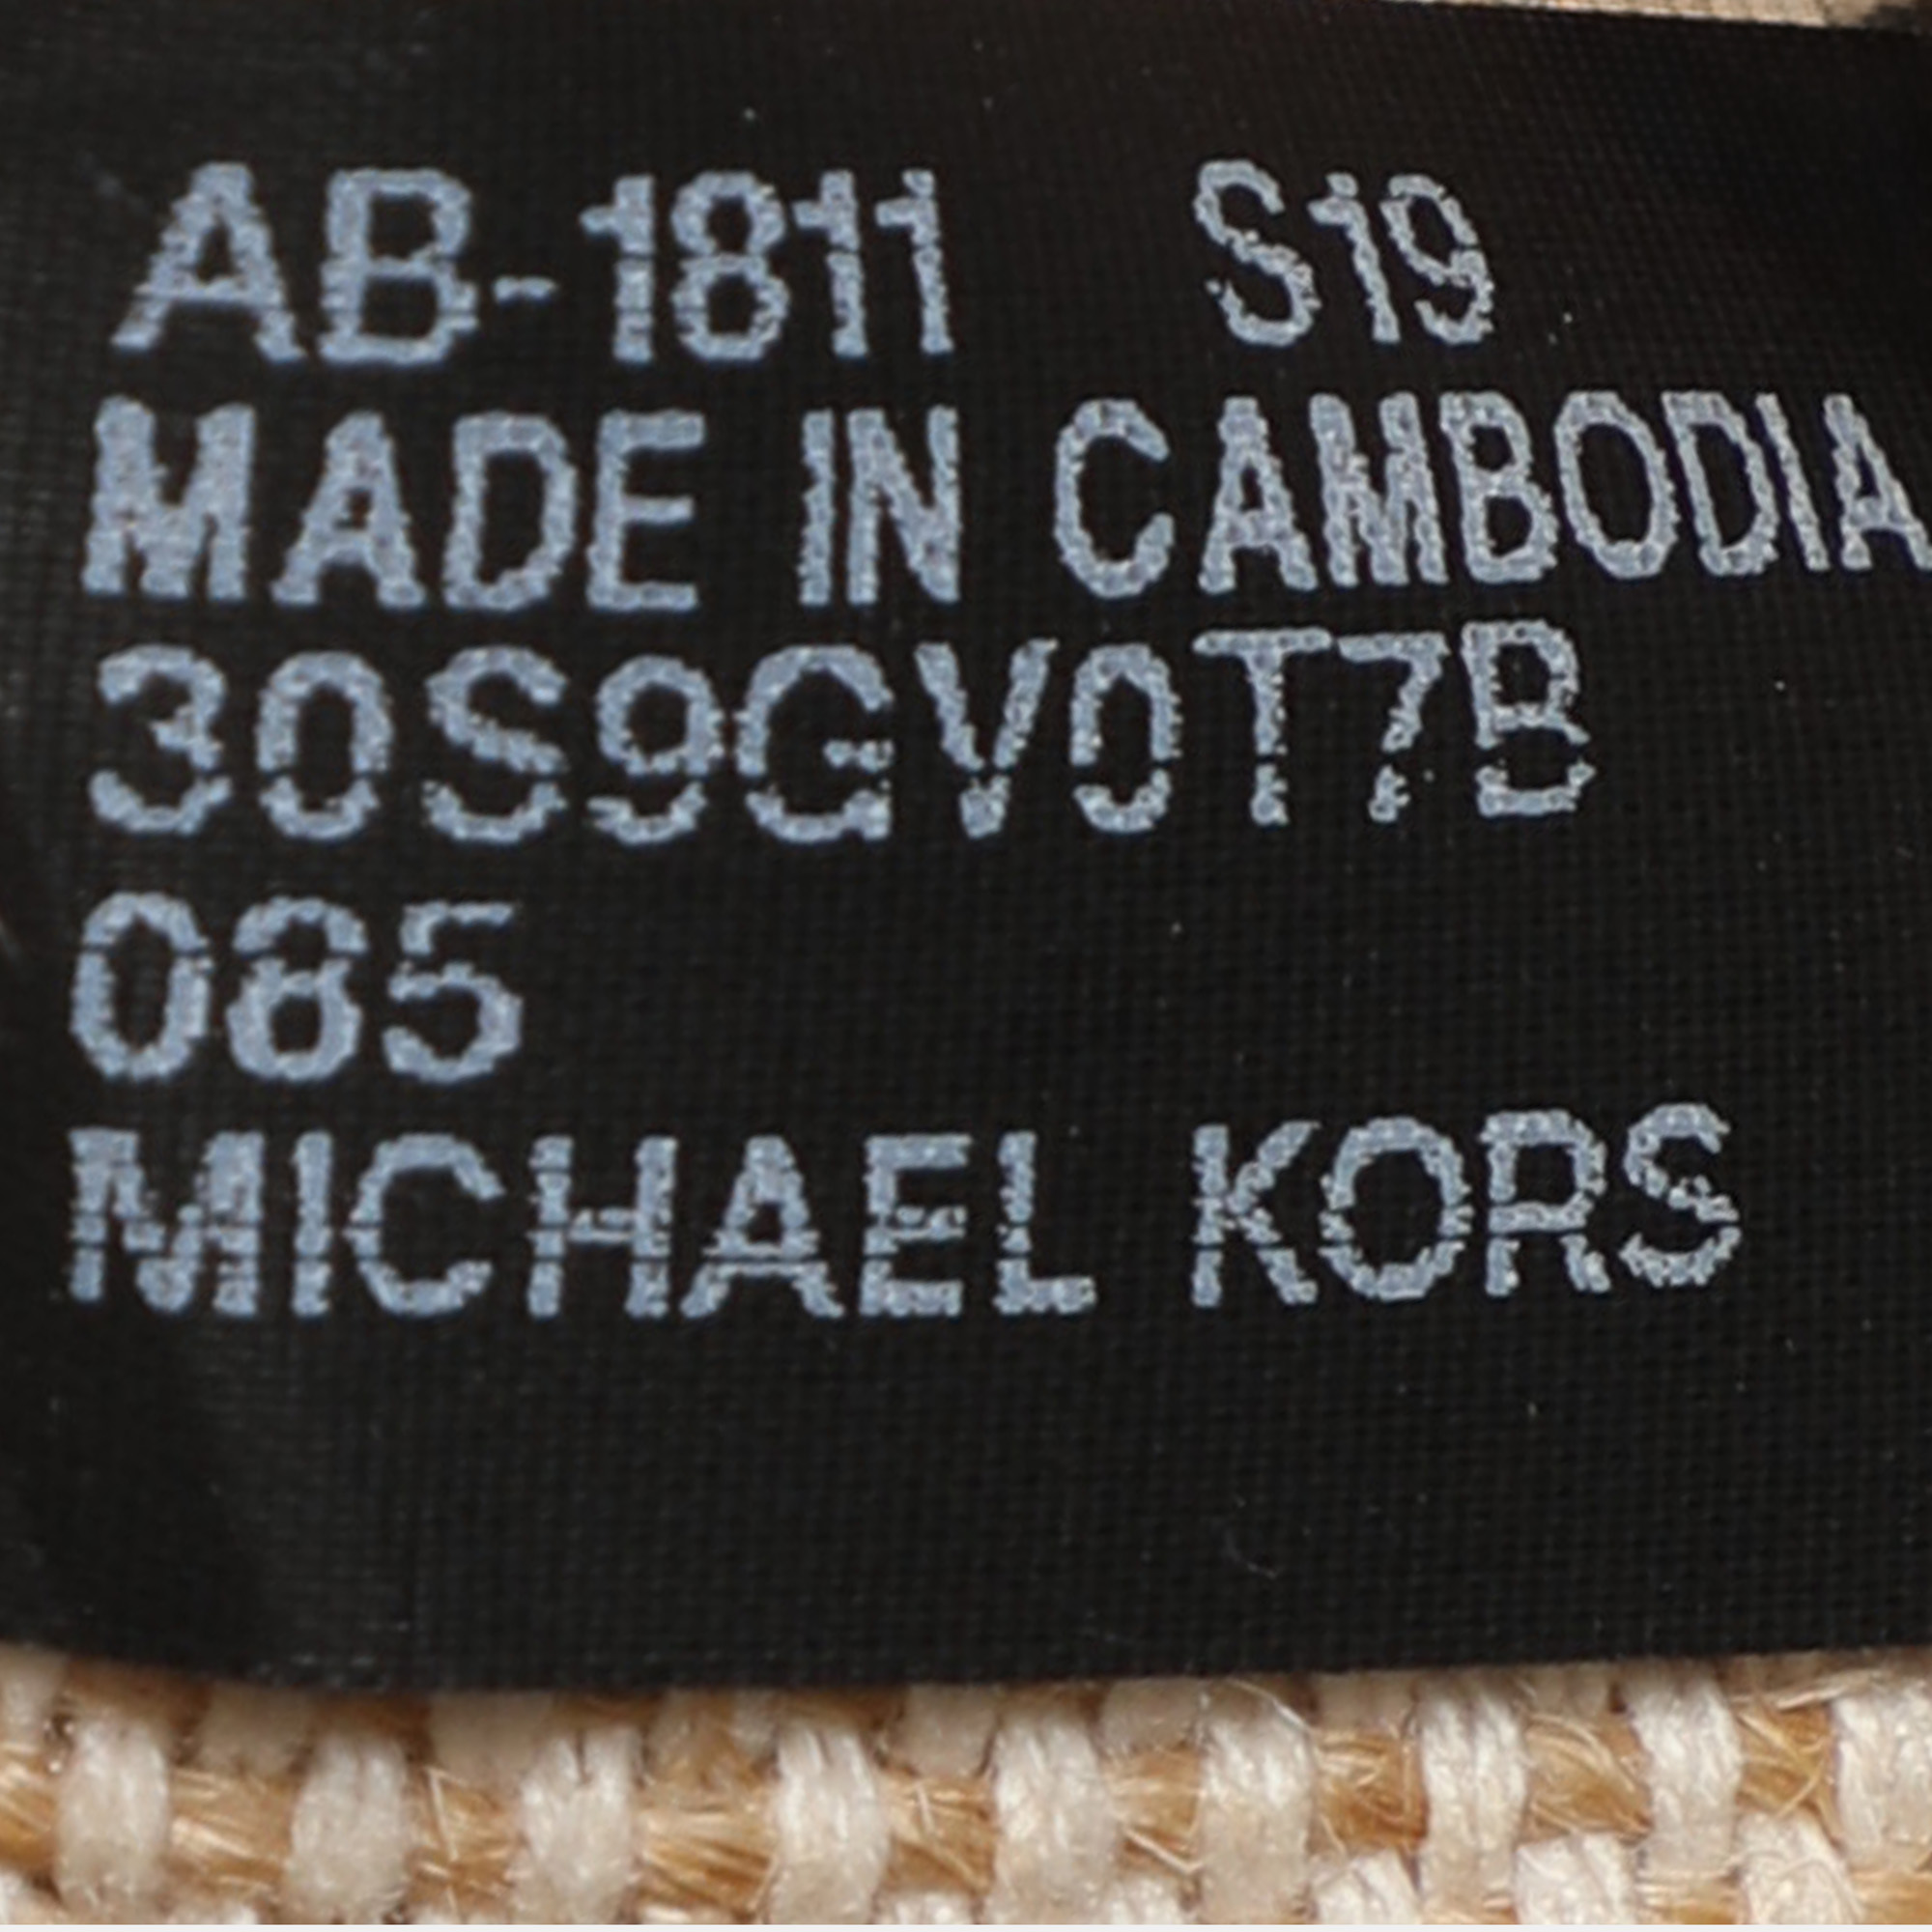 AB-1811 S19
MADE IN CAMBODIA
30S9GV0T7B
085
MICHAEL KORS